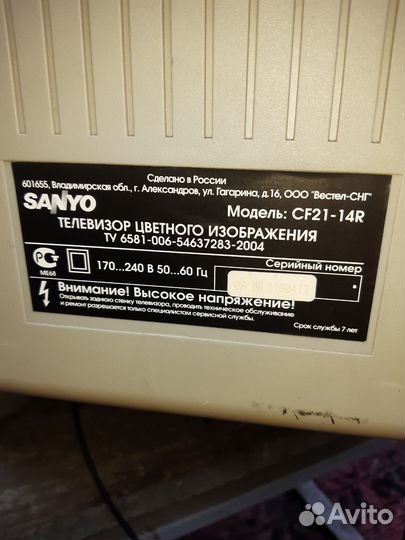 Сделано в России
601655, Владимирская обл., г. Александров, ул. Гагарина, д.16, ООО "Вестел-СНГ"
SANYO Модель: CF21-14R
ТЕЛЕВИЗОР ЦВЕТНОГО ИЗОБРАЖЕНИЯ
ТУ 6581-006-54637283-2004
РС
МЕ68
170...240 В 50...60 Гц
Серийный номер
Внимание! Высокое напряжение!
Открывать заднюю стенку телевизора, проводить техническое обслуживание
и ремонт разрешается только специалистам сервисной службы.
Срок службы 7 лет
Avito